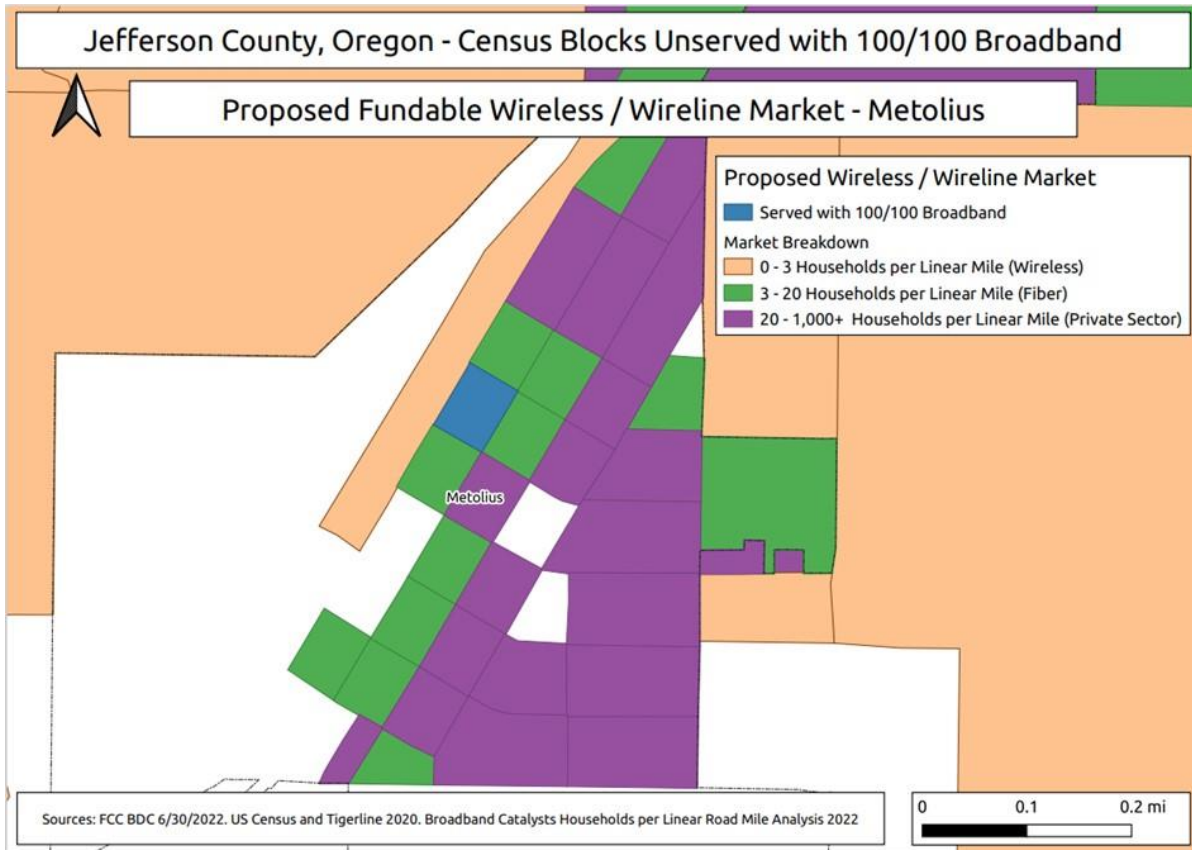 Jefferson County, Oregon - Census Blocks Unserved with 100/100 Broadband
Proposed Fundable Wireless / Wireline Market - Metolius
Proposed Wireless / Wireline Market
Served with 100/100 Broadband
Market Breakdown
0 - 3 Households per Linear Mile (Wireless)
3 - 20 Households per Linear Mile (Fiber)
20 - 1,000+ Households per Linear Mile (Private Sector)
Metolius
Sources: FCC BDC 6/30/2022. US Census and Tigerline 2020. Broadband Catalysts Households per Linear Road Mile Analysis 2022
0 0.1 0.2 mi